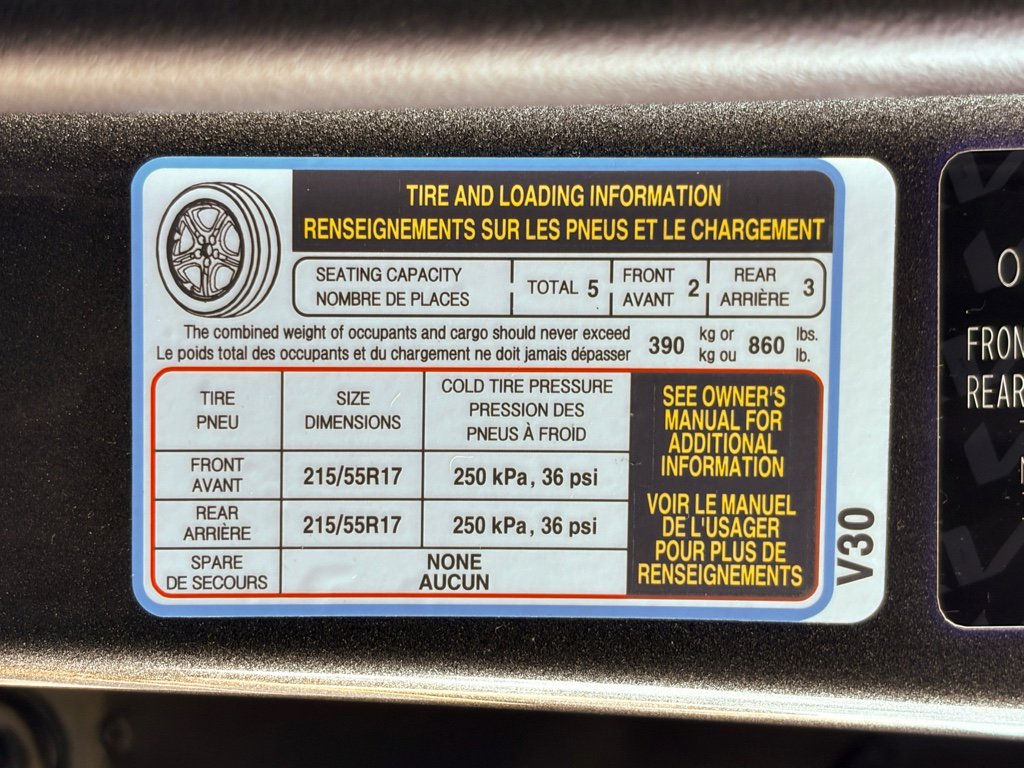 TIRE AND LOADING INFORMATION
RENSEIGNEMENTS SUR LES PNEUS ET LE CHARGEMENT
SEATING CAPACITY
NOMBRE DE PLACES
TOTAL 5
FRONT
AVANT 2
REAR
ARRIÈRE 3
The combined weight of occupants and cargo should never exceed 390 kg or 860 lbs.
Le poids total des occupants et du chargement ne doit jamais dépasser kg ou lb.
TIRE
PNEU
SIZE
DIMENSIONS
COLD TIRE PRESSURE
PRESSION DES
PNEUS À FROID
FRONT
AVANT
215/55R17
250 kPa, 36 psi
REAR
ARRIÈRE
215/55R17
250 kPa, 36 psi
SPARE
DE SECOURS
NONE
AUCUN
SEE OWNER'S
MANUAL FOR
ADDITIONAL
INFORMATION
VOIR LE MANUEL
DE L'USAGER
POUR PLUS DE
RENSEIGNEMENTS
V30
FRON
REAR